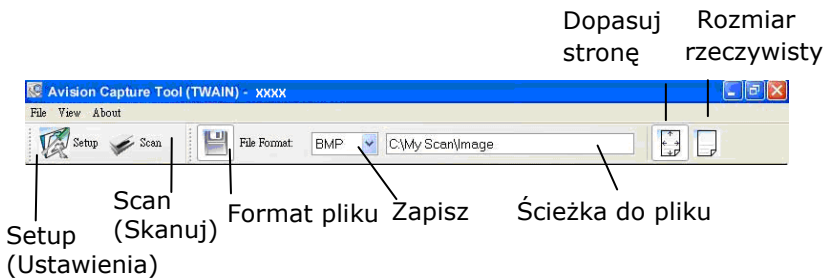 Dopasuj
stronę
Rozmiar
rzeczywisty
Avision Capture Tool (TWAIN) - xxxx
File View About
Setup Scan File Format: BMP C:\My Scan\Image
Setup
(Ustawienia)
Scan
(Skanuj)
Format pliku
Zapisz
Ścieżka do pliku